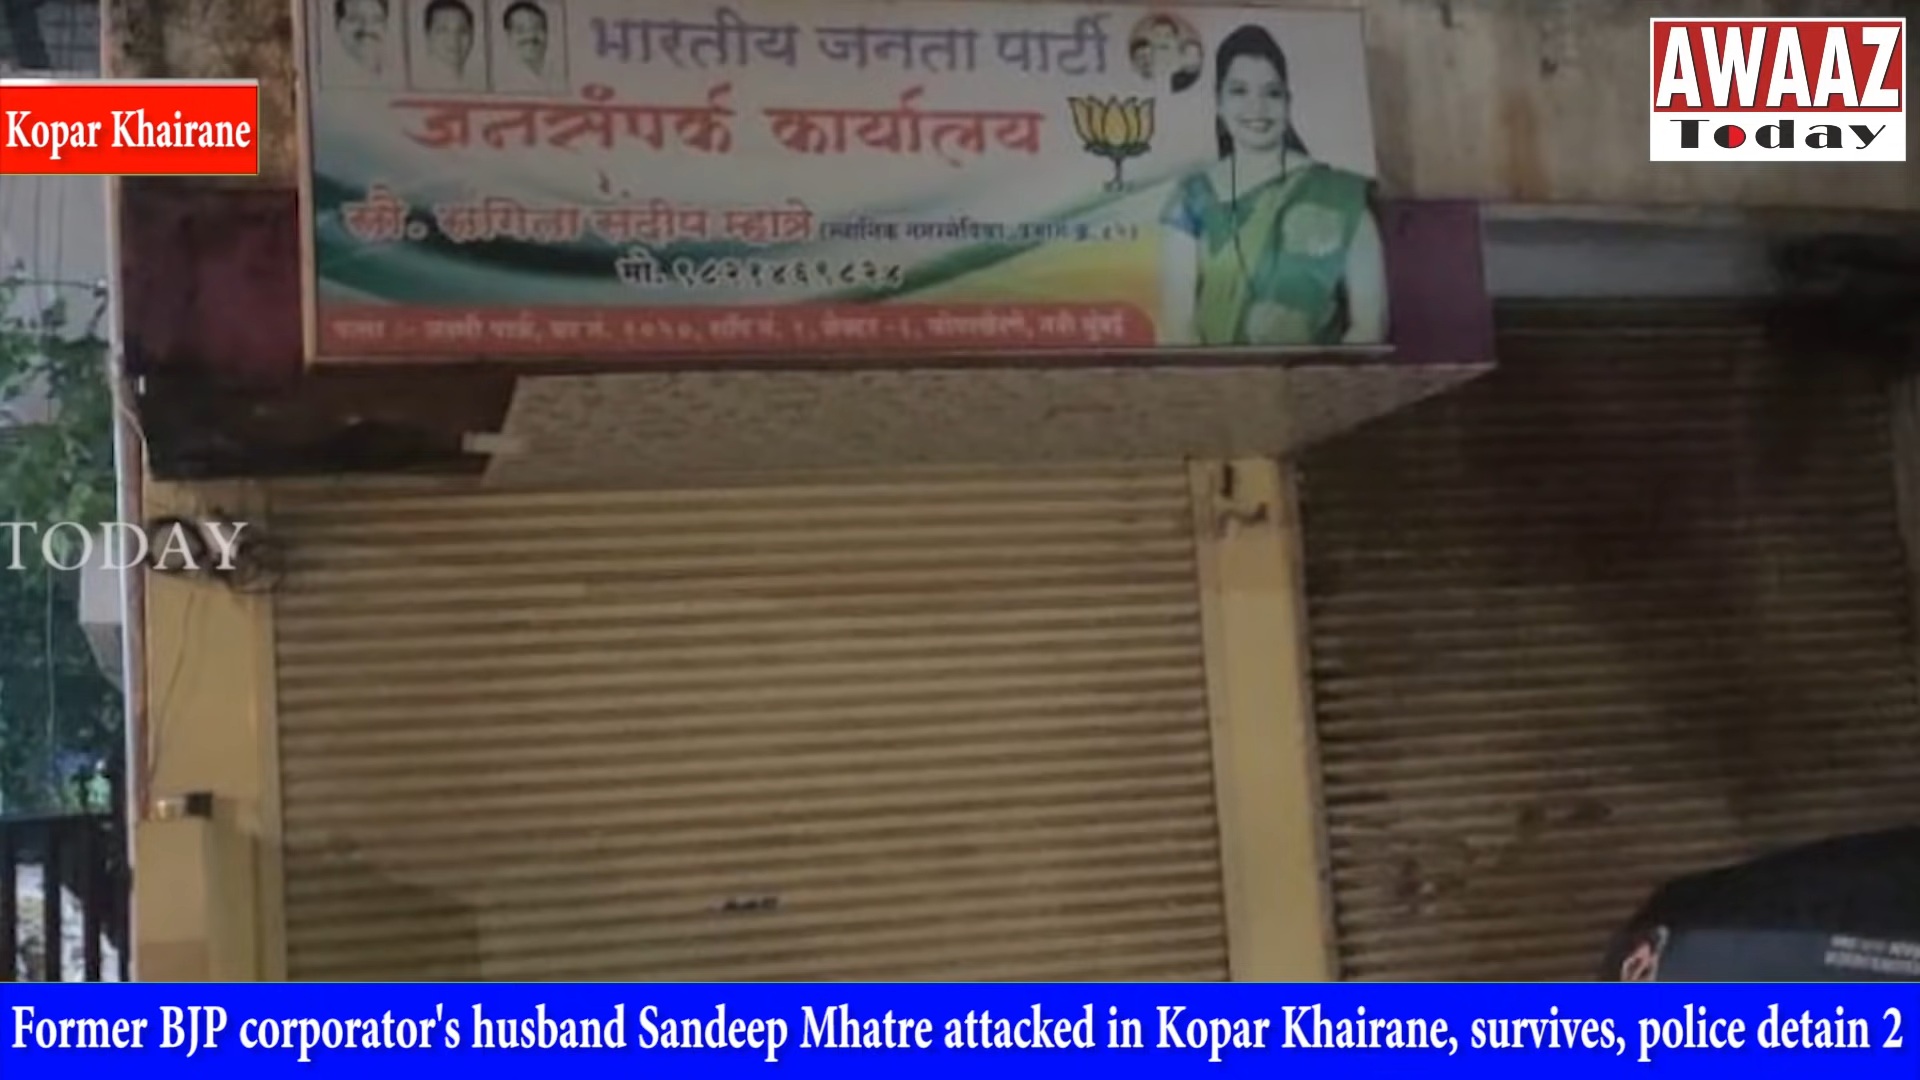 भारतीय जनता पार्टी
AWAAZ
Today
Kopar Khairane
जनसंपर्क कार्यालय
सौ. संगिता संदीप म्हात्रे
मो. ९८२१४६९८२८
TODAY
Former BJP corporator's husband Sandeep Mhatre attacked in Kopar Khairane, survives, police detain 2